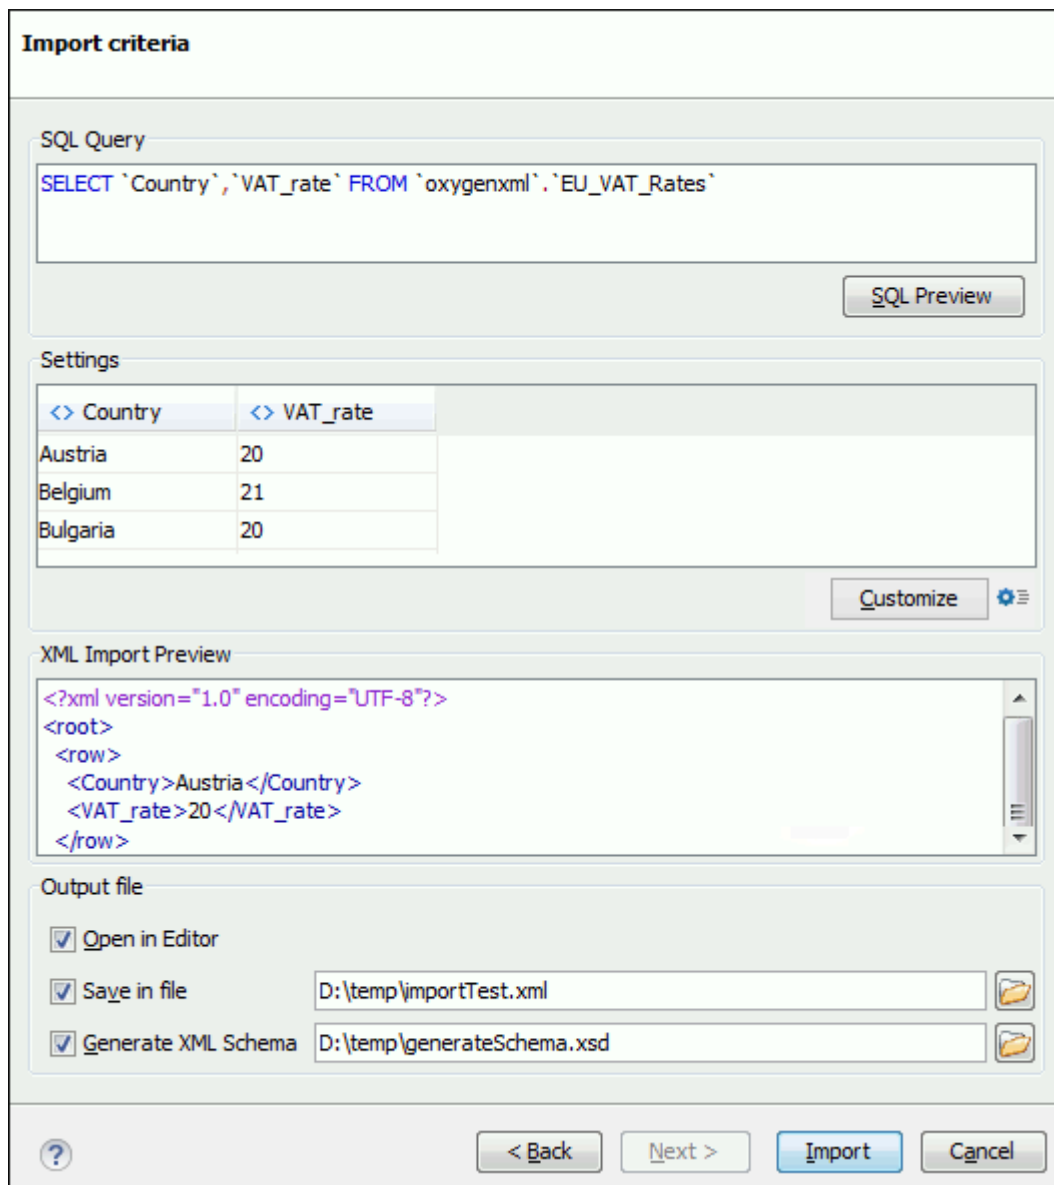 Import criteria
SQL Query
SELECT `Country`,`VAT_rate` FROM `oxygenxml`.`EU_VAT_Rates`
SQL Preview
Settings
<> Country <> VAT_rate
Austria 20
Belgium 21
Bulgaria 20
Customize
XML Import Preview
<?xml version="1.0" encoding="UTF-8"?>
<root>
<row>
<Country>Austria</Country>
<VAT_rate>20</VAT_rate>
</row>
Output file
Open in Editor
Save in file D:\temp\importTest.xml
Generate XML Schema D:\temp\generateSchema.xsd
? < Back Next > Import Cancel